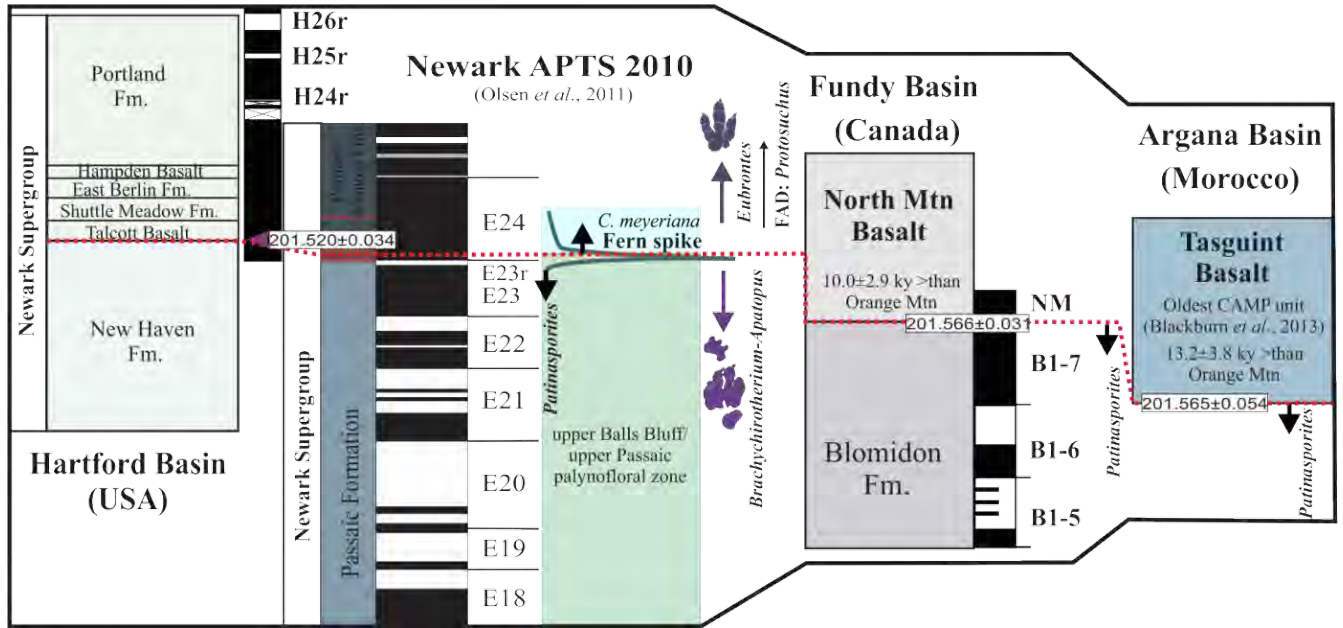 Newark Supergroup
Portland
Fm.
Hampden Basalt
East Berlin Fm.
Shuttle Meadow Fm.
Talcott Basalt
New Haven
Fm.
Hartford Basin
(USA)
H26r
H25r
H24r
201.520±0.034
Newark APTS 2010
(Olsen et al., 2011)
Newark Supergroup
Passaic Formation
E24
E23r
E23
E22
E21
E20
E19
E18
C. meyeriana
Fern spike
Patinasporites
upper Balls Bluff/
upper Passaic
palynofloral zone
Eubrontes
FAD: Protosuchus
Brachychirotherium-Apatopus
Fundy Basin
(Canada)
North Mtn
Basalt
10.0±2.9 ky >than
Orange Mtn
201.566±0.031
Blomidon
Fm.
NM
B1-7
B1-6
B1-5
Patinasporites
Argana Basin
(Morocco)
Tasguint
Basalt
Oldest CAMP unit
(Blackburn et al., 2013)
13.2±3.8 ky >than
Orange Mtn
201.565±0.054
Patinasporites